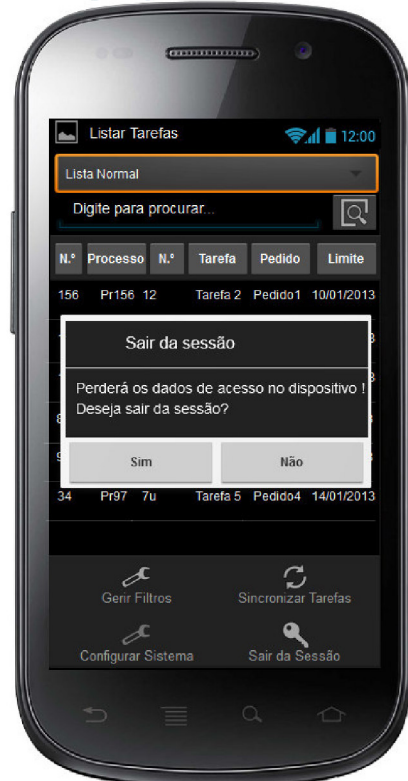 Listar Tarefas 12:00
Lista Normal
Digite para procurar...
N.º Processo N.º Tarefa Pedido Limite
156 Pr156 12 Tarefa 2 Pedido1 10/01/2013
Sair da sessão
Perderá os dados de acesso no dispositivo !
Deseja sair da sessão?
Sim Não
34 Pr97 7u Tarefa 5 Pedido4 14/01/2013
Gerir Filtros Sincronizar Tarefas
Configurar Sistema Sair da Sessão